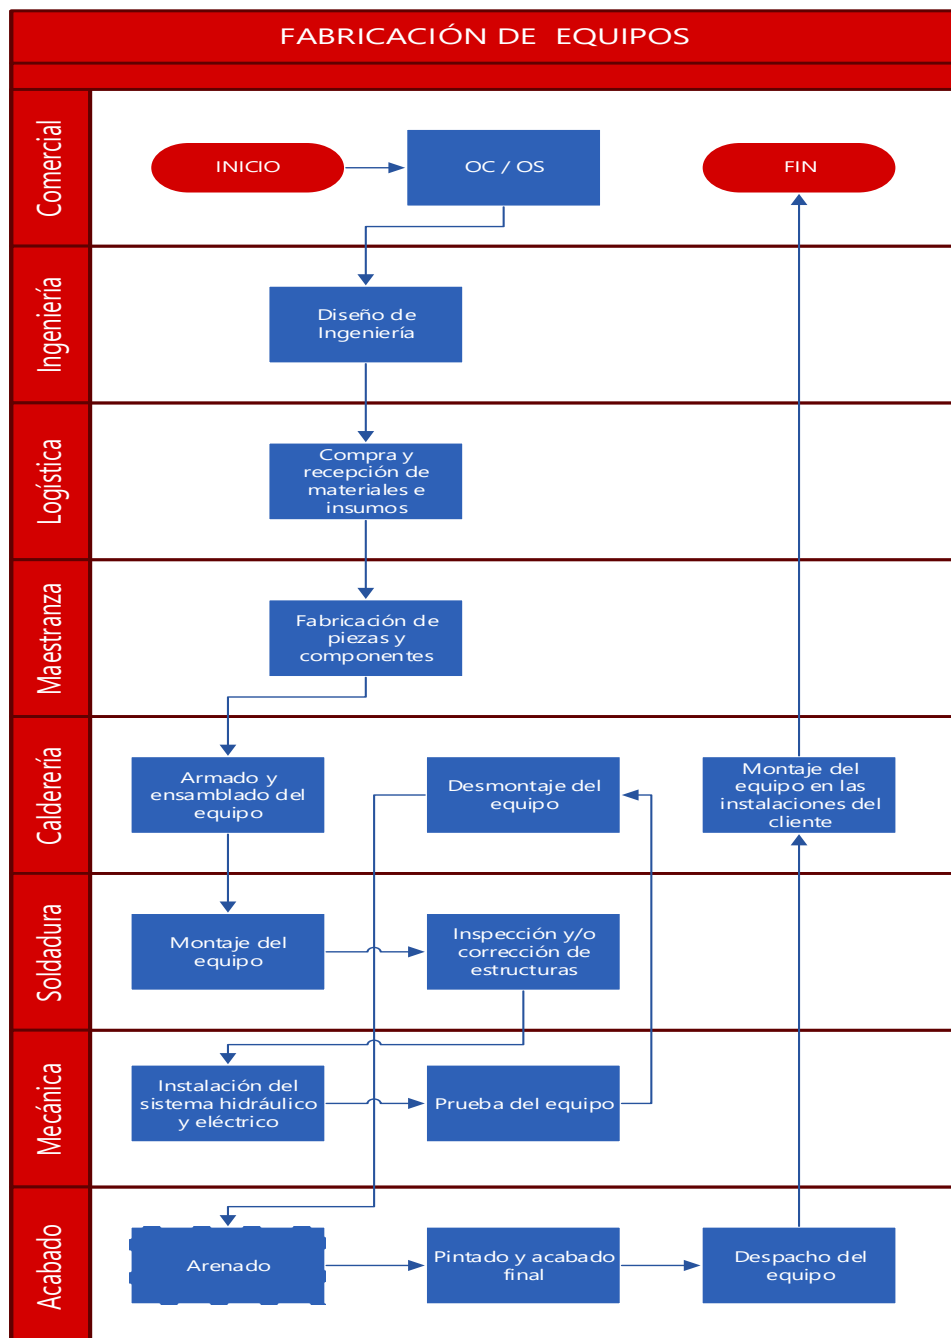 FABRICACIÓN DE EQUIPOS
Comercial
INICIO
OC / OS
FIN
Ingeniería
Diseño de
Ingeniería
Logística
Compra y
recepción de
materiales e
insumos
Maestranza
Fabricación de
piezas y
componentes
Calderería
Armado y
ensamblado del
equipo
Desmontaje del
equipo
Montaje del
equipo en las
instalaciones del
cliente
Soldadura
Montaje del
equipo
Inspección y/o
corrección de
estructuras
Mecánica
Instalación del
sistema hidráulico
y eléctrico
Prueba del equipo
Acabado
Arenado
Pintado y acabado
final
Despacho del
equipo